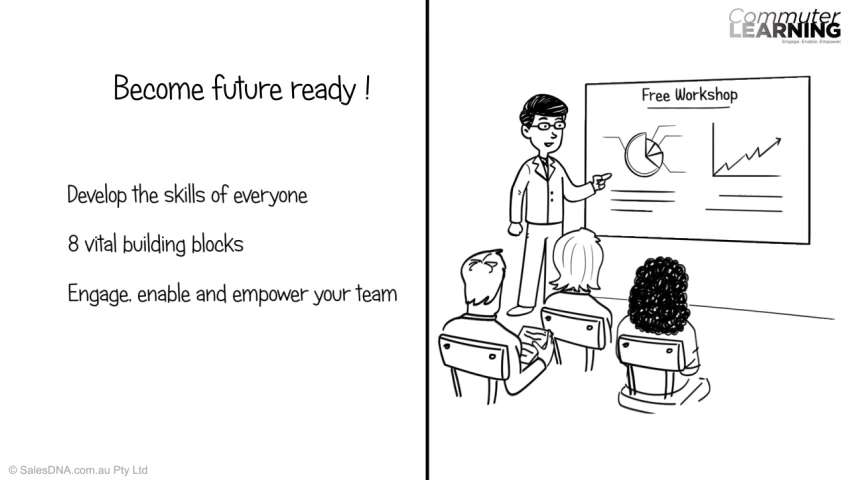 Commuter
LEARNING
Engage. Enable. Empower
Become future ready !
Develop the skills of everyone
8 vital building blocks
Engage. enable and empower your team
Free Workshop
© SalesDNA.com.au Pty Ltd